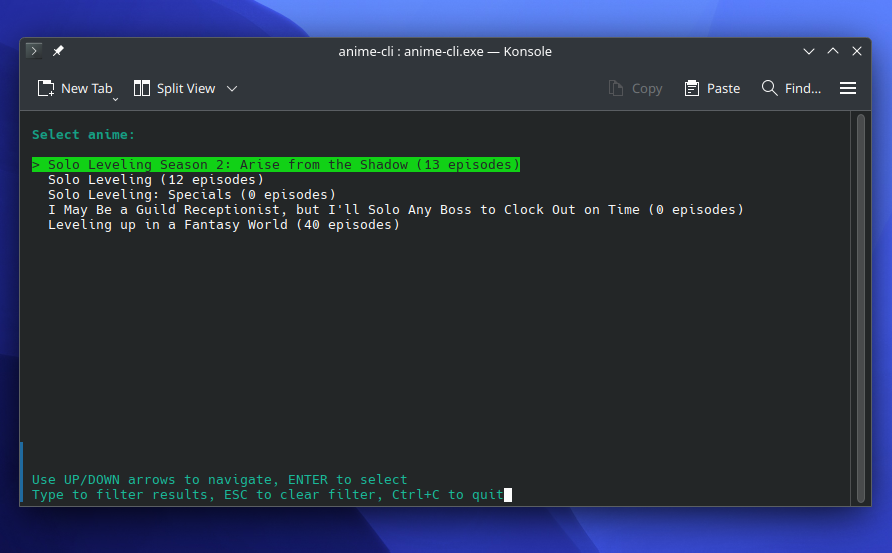 anime-cli : anime-cli.exe — Konsole
New Tab
Split View
Copy
Paste
Find...
Select anime:
> Solo Leveling Season 2: Arise from the Shadow (13 episodes)
Solo Leveling (12 episodes)
Solo Leveling: Specials (0 episodes)
I May Be a Guild Receptionist, but I'll Solo Any Boss to Clock Out on Time (0 episodes)
Leveling up in a Fantasy World (40 episodes)
Use UP/DOWN arrows to navigate, ENTER to select
Type to filter results, ESC to clear filter, Ctrl+C to quit